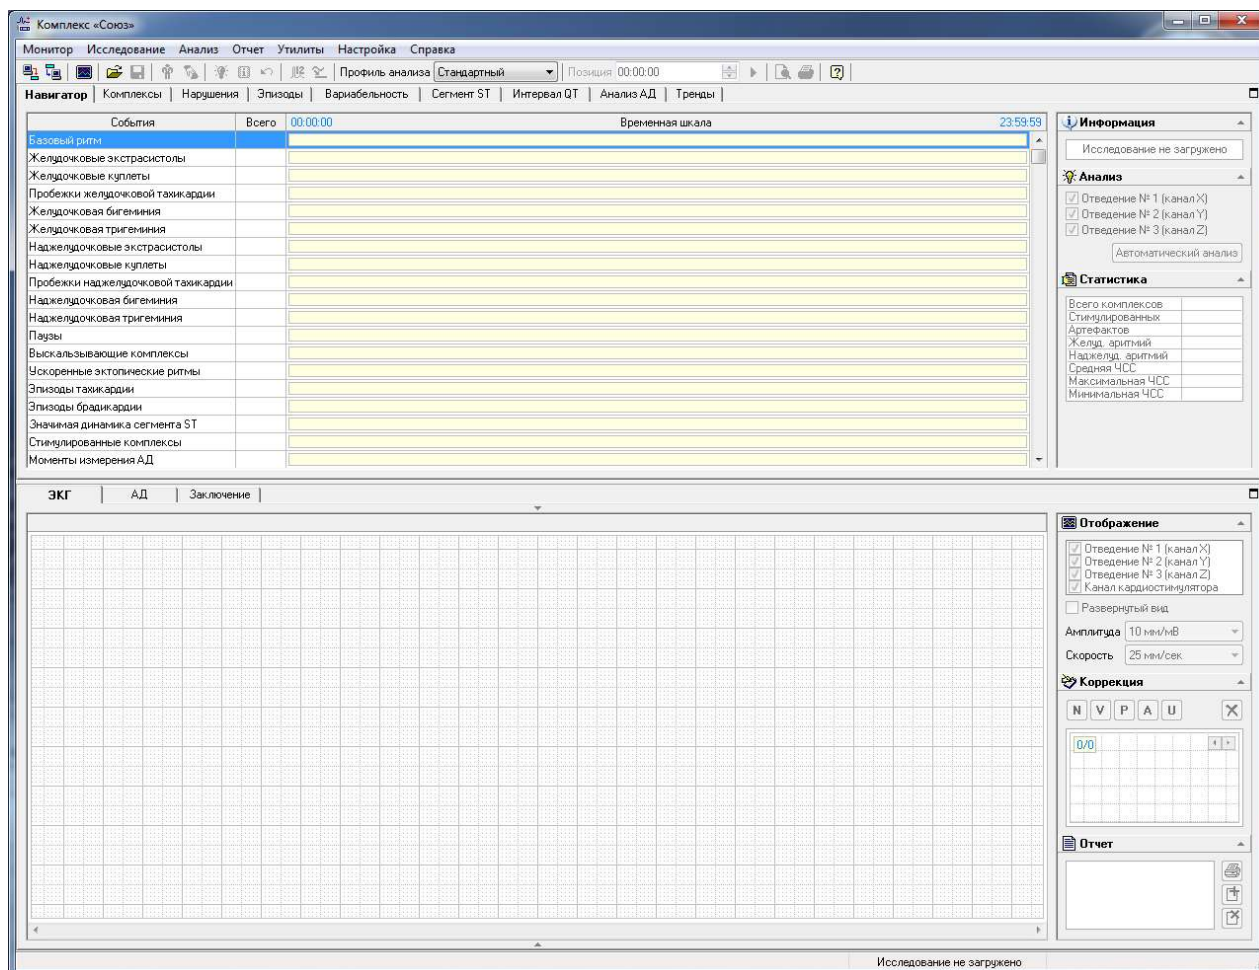 Комплекс «Союз»
Монитор Исследование Анализ Отчет Утилиты Настройка Справка
Профиль анализа Стандартный Позиция 00:00:00
Навигатор Комплексы Нарушения Эпизоды Вариабельность Сегмент ST Интервал QT Анализ АД Тренды
События Всего 00:00:00 Временная шкала 23:59:59
Базовый ритм
Желудочковые экстрасистолы
Желудочковые куплеты
Пробежки желудочковой тахикардии
Желудочковая бигеминия
Желудочковая тригеминия
Наджелудочковые экстрасистолы
Наджелудочковые куплеты
Пробежки наджелудочковой тахикардии
Наджелудочковая бигеминия
Наджелудочковая тригеминия
Паузы
Выскальзывающие комплексы
Ускоренные эктопические ритмы
Эпизоды тахикардии
Эпизоды брадикардии
Значимая динамика сегмента ST
Стимулированные комплексы
Моменты измерения АД
Информация
Исследование не загружено
Анализ
Отведение № 1 (канал X)
Отведение № 2 (канал Y)
Отведение № 3 (канал Z)
Автоматический анализ
Статистика
Всего комплексов
Стимулированных
Артефактов
Желуд. аритмий
Наджелуд. аритмий
Средняя ЧСС
Максимальная ЧСС
Минимальная ЧСС
ЭКГ АД Заключение
Отображение
Отведение № 1 (канал X)
Отведение № 2 (канал Y)
Отведение № 3 (канал Z)
Канал кардиостимулятора
Развернутый вид
Амплитуда 10 мм/мВ
Скорость 25 мм/сек
Коррекция
N V P A U
0/0
Отчет
Исследование не загружено